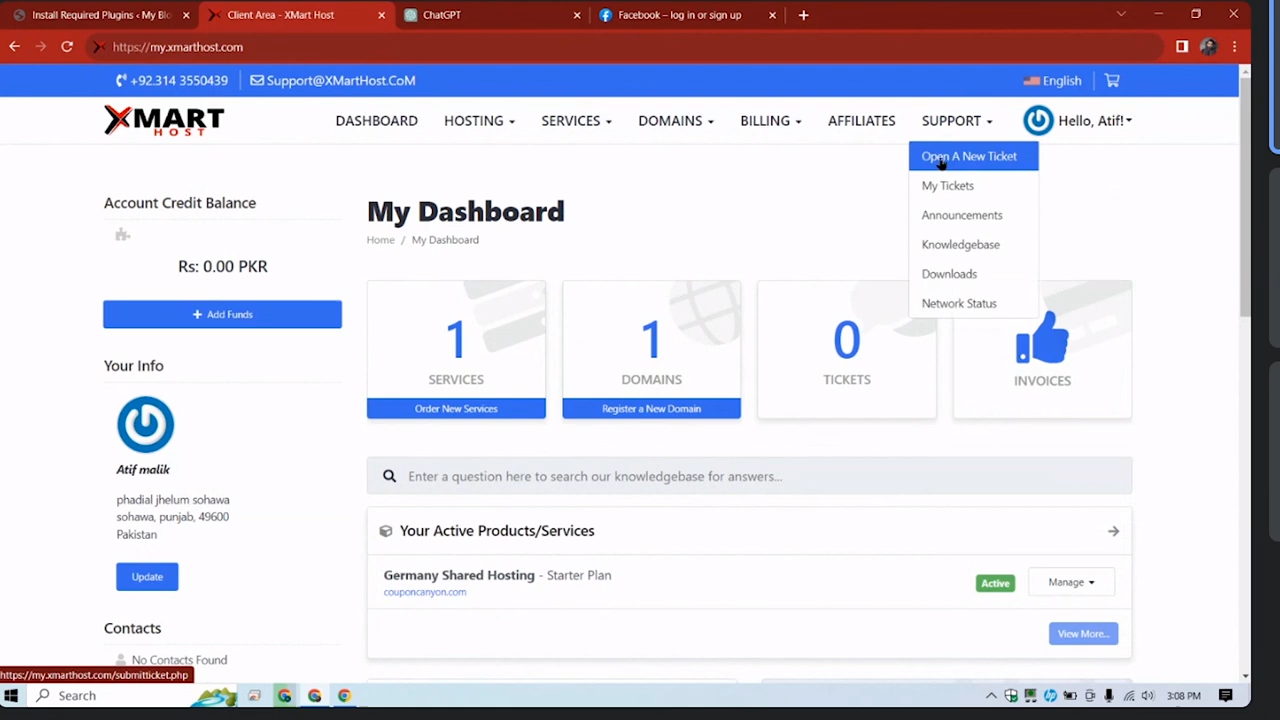 Install Required Plugins ‹ My Blo
Client Area - XMart Host
ChatGPT
Facebook – log in or sign up
https://my.xmarthost.com
+92.314 3550439
Support@XMartHost.CoM
English
XMART
HOST
DASHBOARD
HOSTING
SERVICES
DOMAINS
BILLING
AFFILIATES
SUPPORT
Hello, Atif!
Open A New Ticket
My Tickets
Announcements
Knowledgebase
Downloads
Network Status
Account Credit Balance
Rs: 0.00 PKR
+ Add Funds
Your Info
Atif malik
phadial jhelum sohawa
sohawa, punjab, 49600
Pakistan
Update
Contacts
No Contacts Found
My Dashboard
Home / My Dashboard
1
SERVICES
Order New Services
1
DOMAINS
Register a New Domain
0
TICKETS
INVOICES
Enter a question here to search our knowledgebase for answers...
Your Active Products/Services
Germany Shared Hosting - Starter Plan
couponcanyon.com
Active
Manage
View More...
https://my.xmarthost.com/submitticket.php
Search
3:08 PM